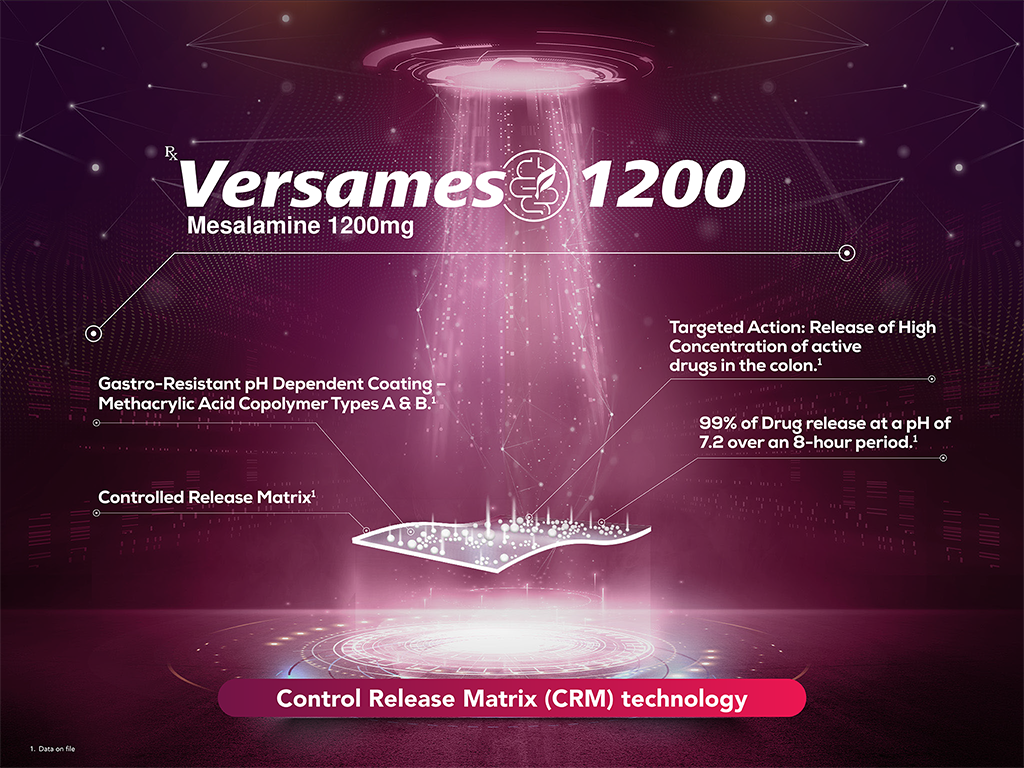 Rx
Versames 1200
Mesalamine 1200mg
Targeted Action: Release of High
Concentration of active
drugs in the colon.1
Gastro-Resistant pH Dependent Coating –
Methacrylic Acid Copolymer Types A & B.1
99% of Drug release at a pH of
7.2 over an 8-hour period.1
Controlled Release Matrix1
Control Release Matrix (CRM) technology
1. Data on file